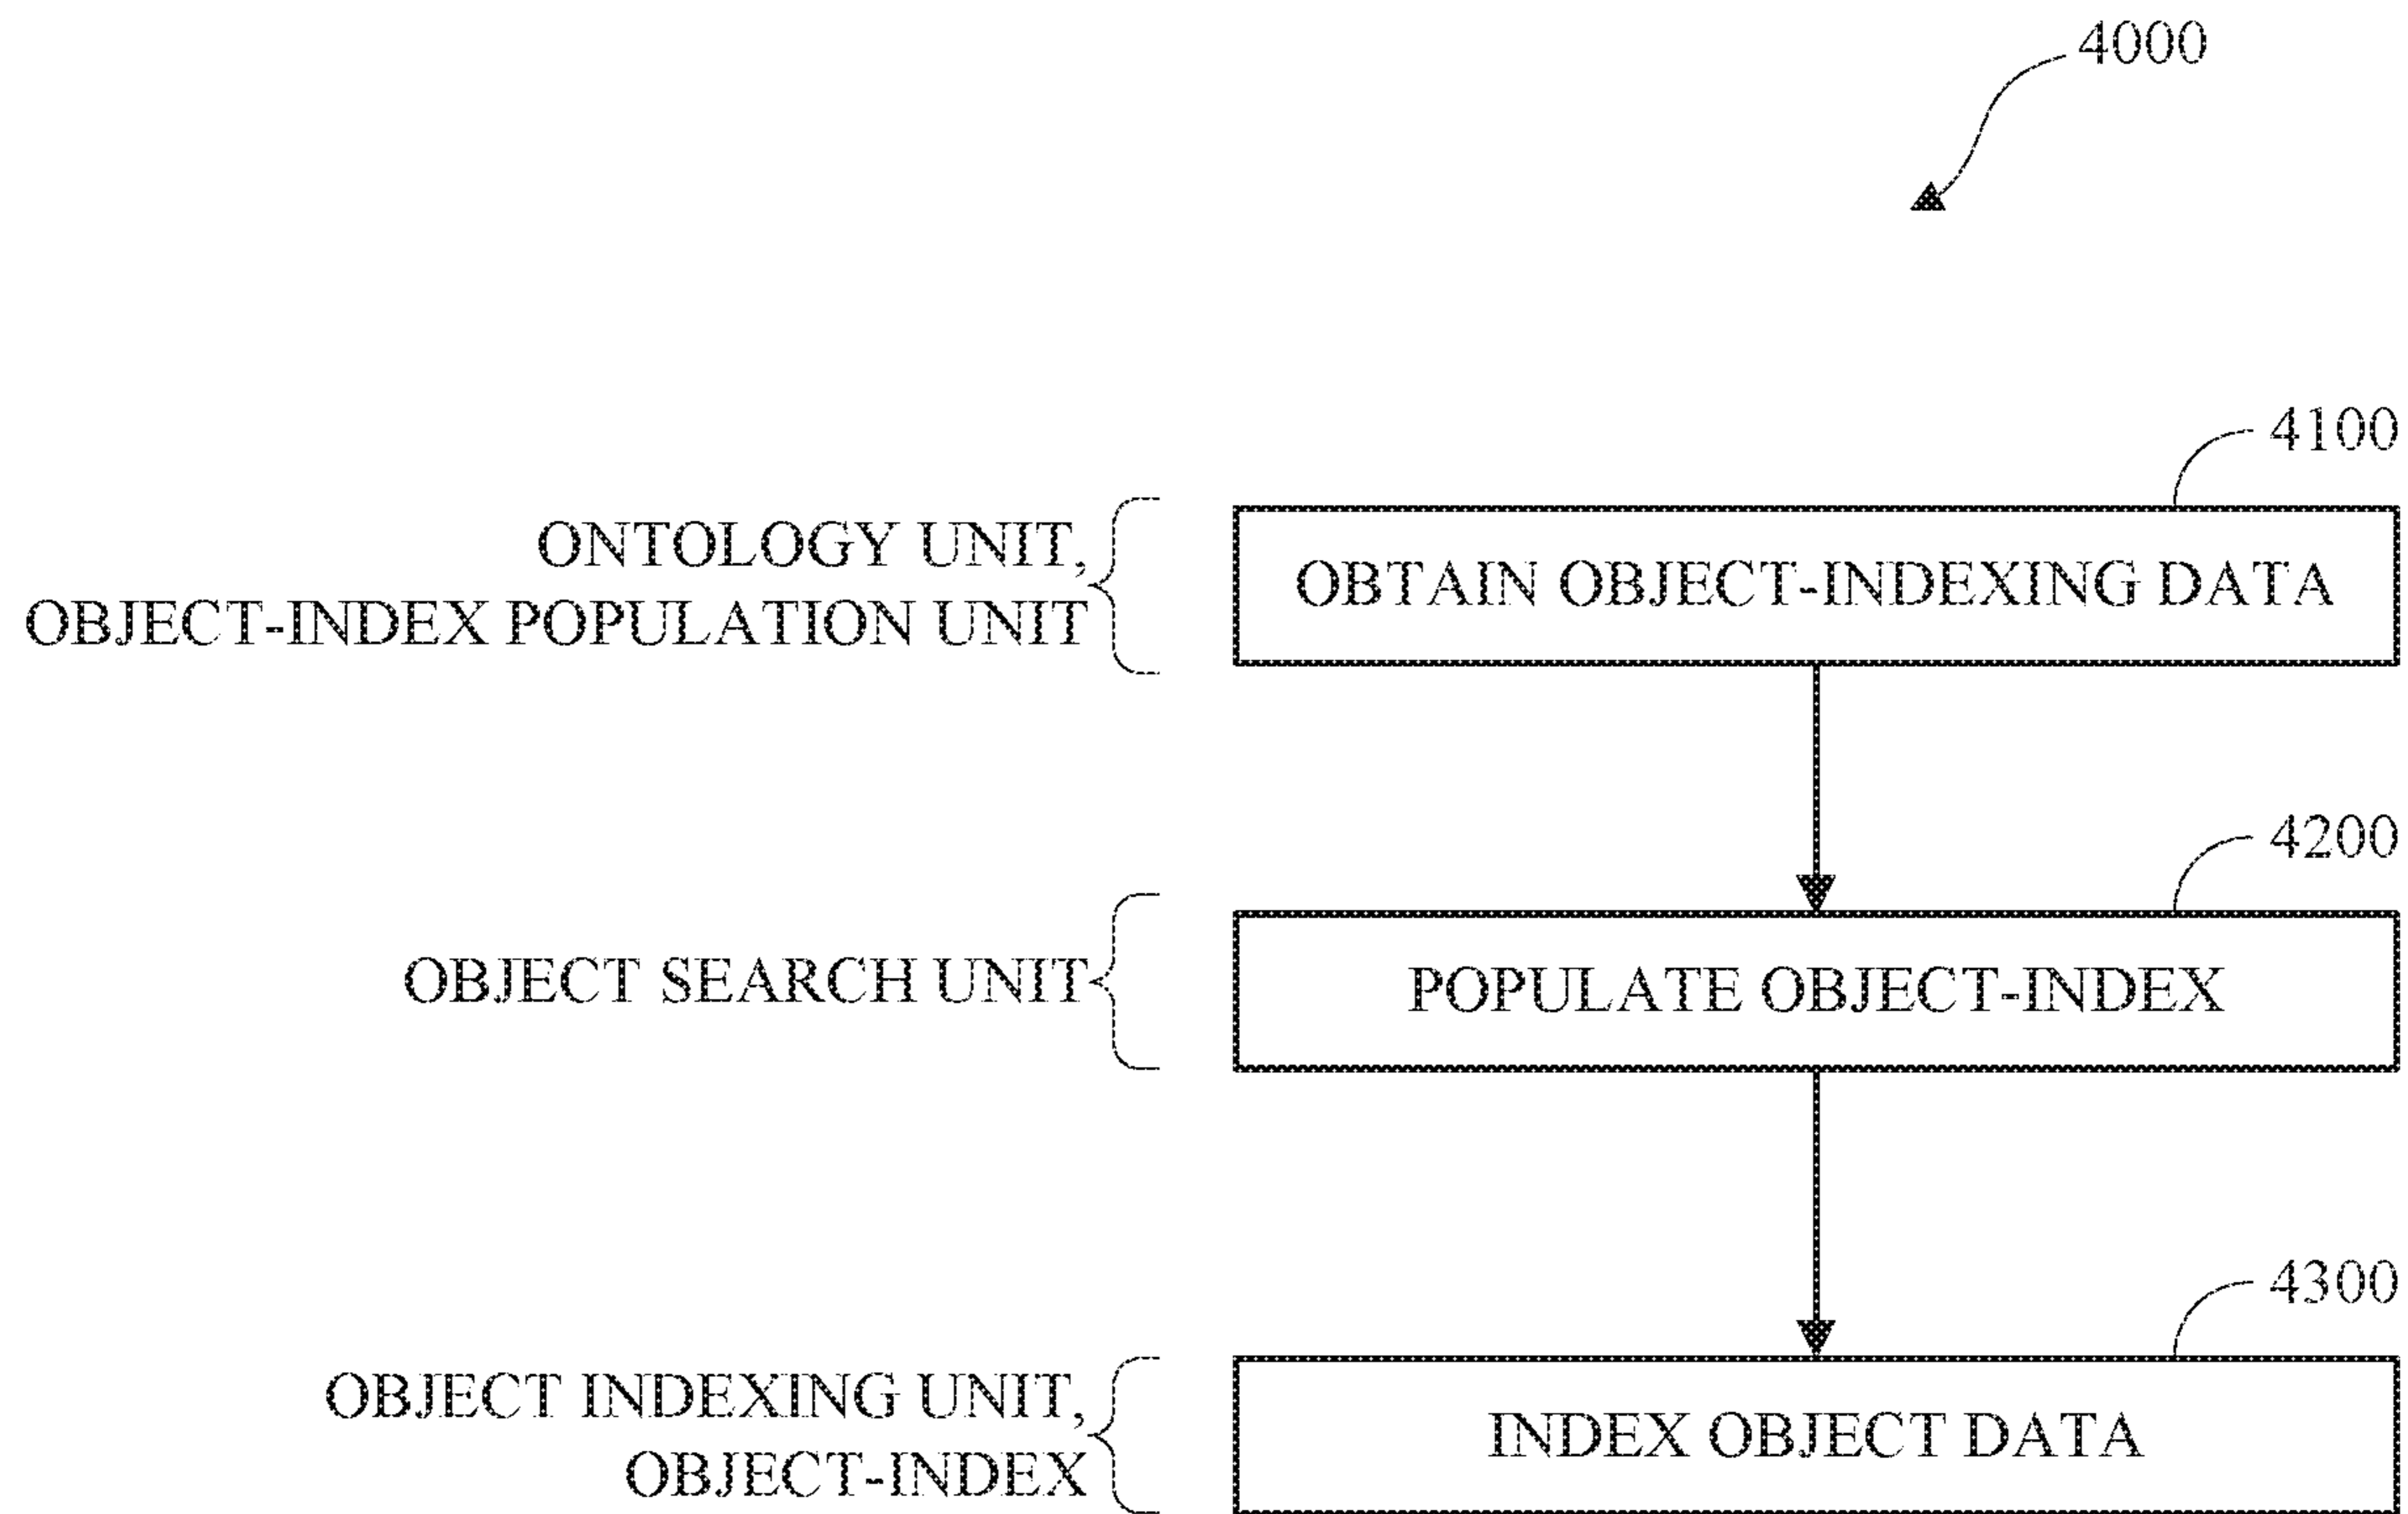 4000
4100
ONTOLOGY UNIT,
OBJECT-INDEX POPULATION UNIT
OBTAIN OBJECT-INDEXING DATA
4200
OBJECT SEARCH UNIT
POPULATE OBJECT-INDEX
4300
OBJECT INDEXING UNIT,
OBJECT-INDEX
INDEX OBJECT DATA